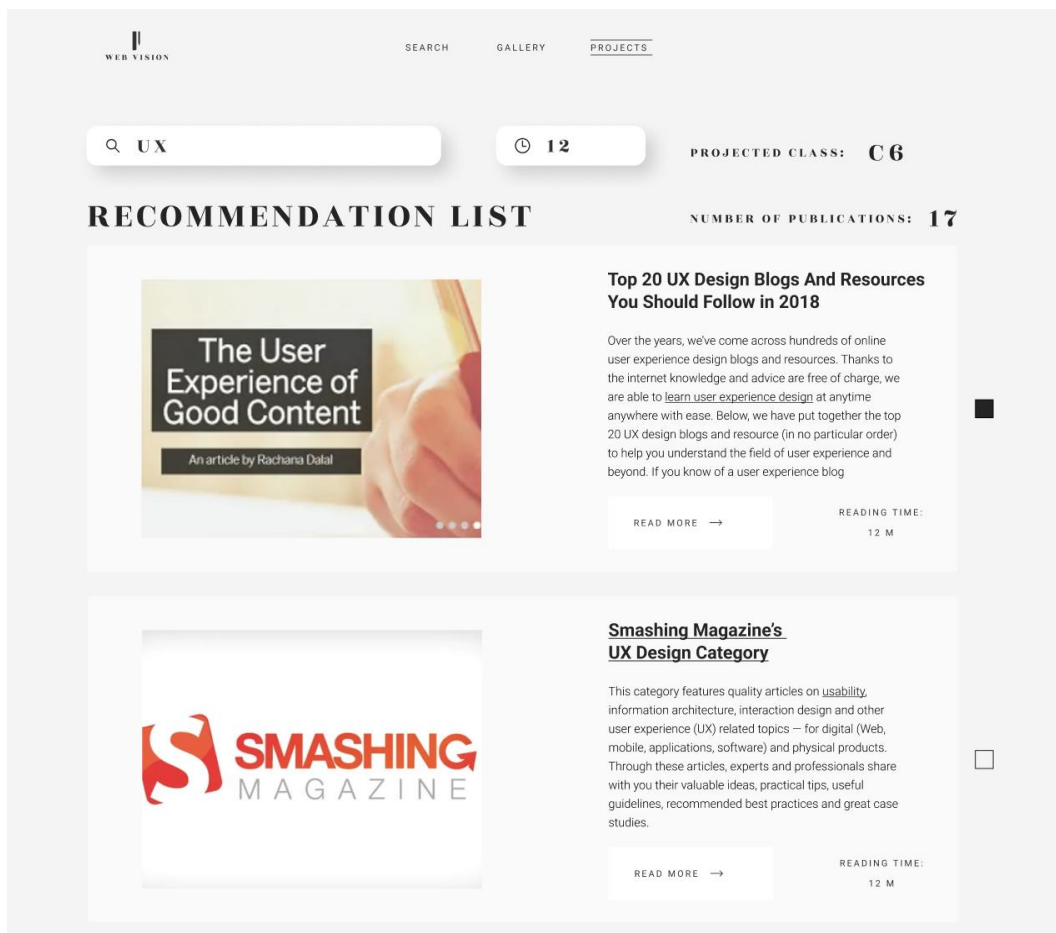 WEB VISION
SEARCH
GALLERY
PROJECTS
UX
12
PROJECTED CLASS: C6
RECOMMENDATION LIST
NUMBER OF PUBLICATIONS: 17
The User
Experience of
Good Content
An article by Rachana Dalal
Top 20 UX Design Blogs And Resources
You Should Follow in 2018
Over the years, we've come across hundreds of online
user experience design blogs and resources. Thanks to
the internet knowledge and advice are free of charge, we
are able to learn user experience design at anytime
anywhere with ease. Below, we have put together the top
20 UX design blogs and resource (in no particular order)
to help you understand the field of user experience and
beyond. If you know of a user experience blog
READ MORE →
READING TIME:
12 M
SMASHING
MAGAZINE
Smashing Magazine's
UX Design Category
This category features quality articles on usability,
information architecture, interaction design and other
user experience (UX) related topics — for digital (Web,
mobile, applications, software) and physical products.
Through these articles, experts and professionals share
with you their valuable ideas, practical tips, useful
guidelines, recommended best practices and great case
studies.
READ MORE →
READING TIME:
12 M